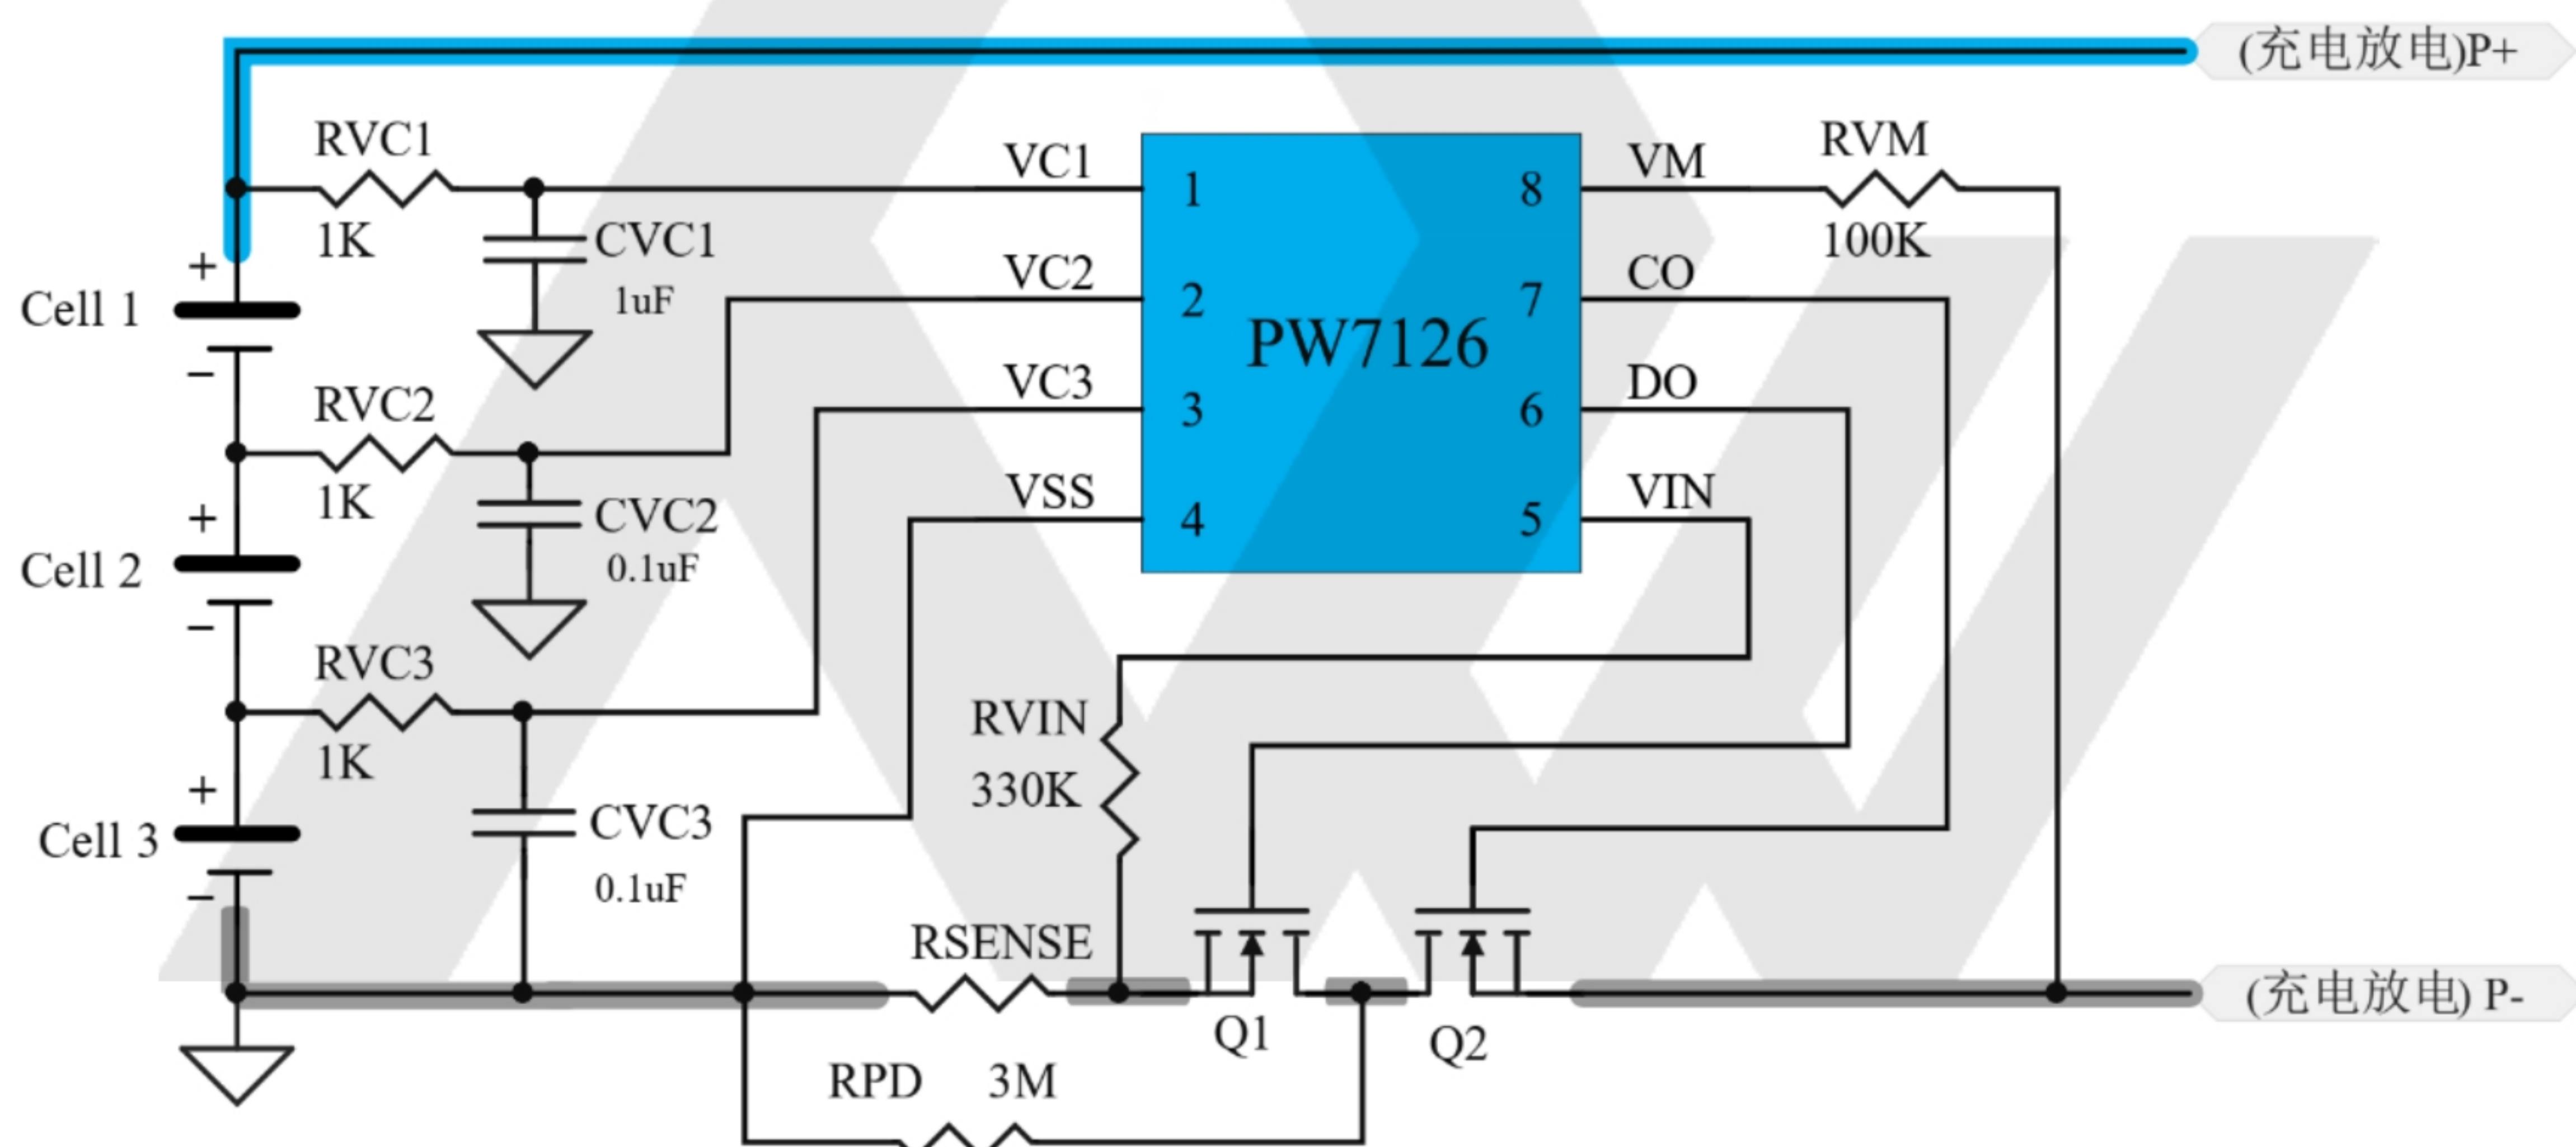 (充电放电)P+
RVC1
1K
VC1
1
8
VM
RVM
100K
CVC1
1uF
VC2
2
7
CO
+
Cell 1
−
PW7126
RVC2
1K
VC3
3
6
DO
CVC2
0.1uF
VSS
4
5
VIN
+
Cell 2
−
RVC3
1K
RVIN
330K
+
Cell 3
−
CVC3
0.1uF
RSENSE
Q1
Q2
(充电放电) P-
RPD 3M